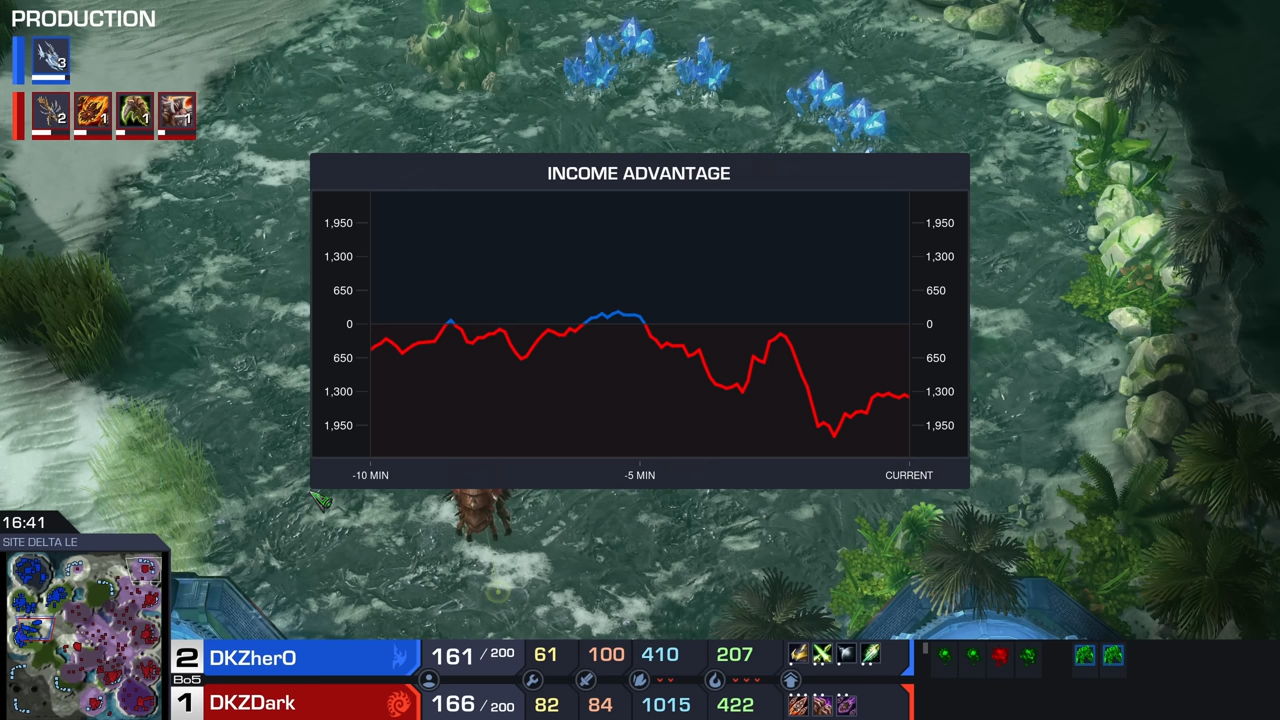 PRODUCTION
3
2 1 1 1
INCOME ADVANTAGE
1,950 1,950
1,300 1,300
650 650
0 0
650 650
1,300 1,300
1,950 1,950
-10 MIN -5 MIN CURRENT
16:41
SITE DELTA LE
2 DKZherO 161 / 200 61 100 410 207
Bo5
1 DKZDark 166 / 200 82 84 1015 422